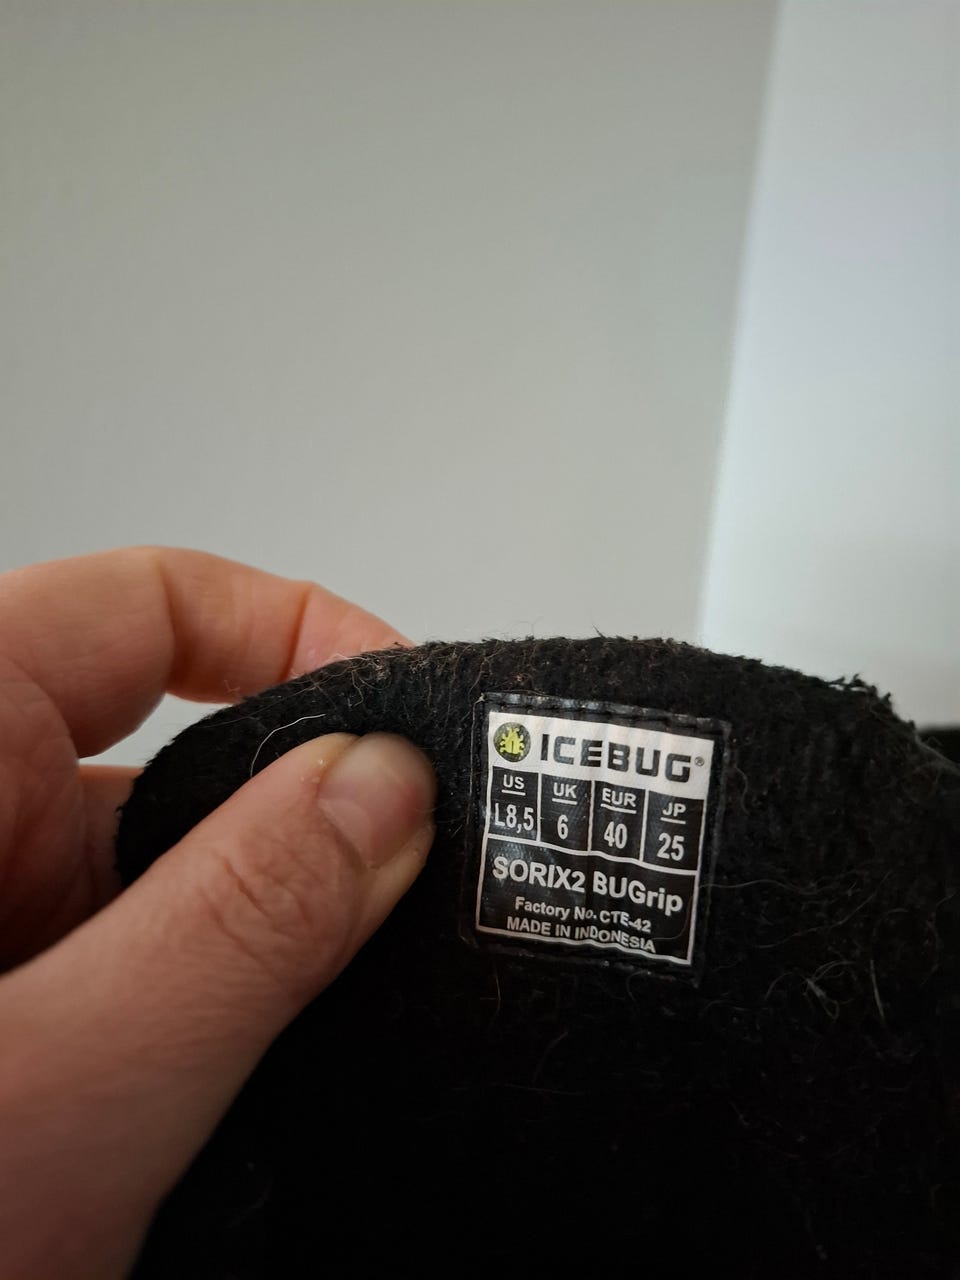 ICEBUG®
US UK EUR JP
L8,5 6 40 25
SORIX2 BUGrip
Factory No. CTE-42
MADE IN INDONESIA